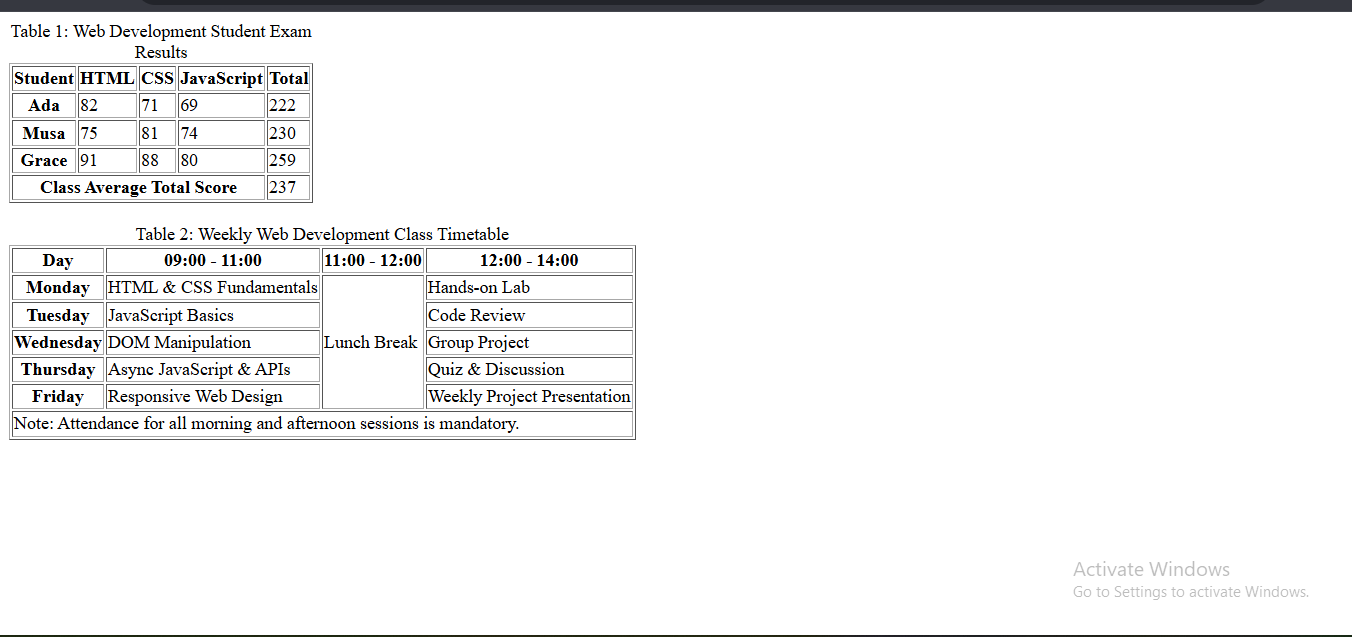 Table 1: Web Development Student Exam
Results
Student HTML CSS JavaScript Total
Ada 82 71 69 222
Musa 75 81 74 230
Grace 91 88 80 259
Class Average Total Score 237
Table 2: Weekly Web Development Class Timetable
Day 09:00 - 11:00 11:00 - 12:00 12:00 - 14:00
Monday HTML & CSS Fundamentals Hands-on Lab
Tuesday JavaScript Basics Code Review
Wednesday DOM Manipulation Lunch Break Group Project
Thursday Async JavaScript & APIs Quiz & Discussion
Friday Responsive Web Design Weekly Project Presentation
Note: Attendance for all morning and afternoon sessions is mandatory.
Activate Windows
Go to Settings to activate Windows.